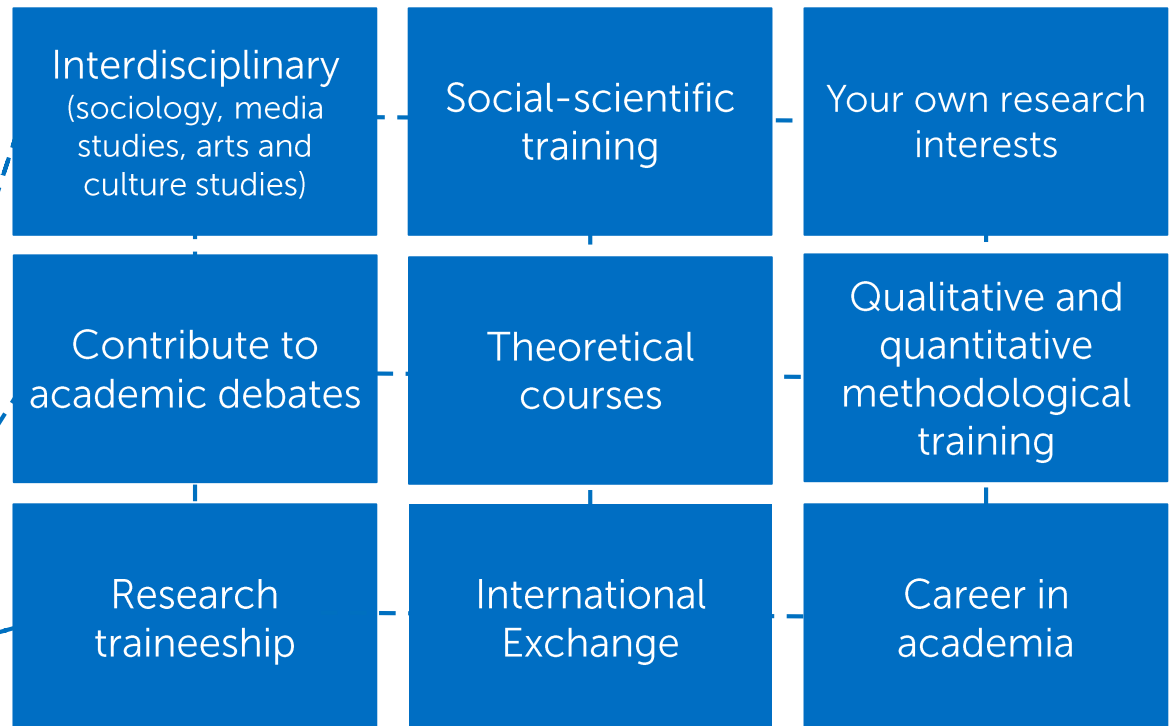 Interdisciplinary
(sociology, media
studies, arts and
culture studies)
Social-scientific
training
Your own research
interests
Contribute to
academic debates
Theoretical
courses
Qualitative and
quantitative
methodological
training
Research
traineeship
International
Exchange
Career in
academia